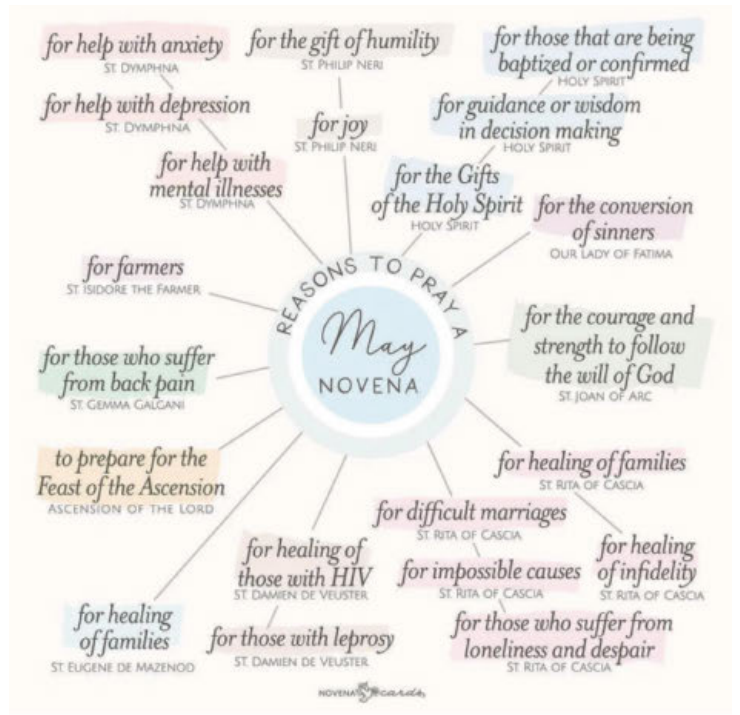 for help with anxiety
ST. DYMPHNA
for help with depression
ST. DYMPHNA
for help with
mental illnesses
ST. DYMPHNA
for the gift of humility
ST. PHILIP NERI
for joy
ST. PHILIP NERI
for those that are being
baptized or confirmed
HOLY SPIRIT
for guidance or wisdom
in decision making
HOLY SPIRIT
for the Gifts
of the Holy Spirit
HOLY SPIRIT
for the conversion
of sinners
OUR LADY OF FATIMA
for farmers
ST. ISIDORE THE FARMER
REASONS TO PRAY A
May
NOVENA
for the courage and
strength to follow
the will of God
ST. JOAN OF ARC
for those who suffer
from back pain
ST. GEMMA GALGANI
to prepare for the
Feast of the Ascension
ASCENSION OF THE LORD
for healing of families
ST. RITA OF CASCIA
for healing
of infidelity
ST. RITA OF CASCIA
for difficult marriages
ST. RITA OF CASCIA
for impossible causes
ST. RITA OF CASCIA
for those who suffer from
loneliness and despair
ST RITA OF CASCIA
for healing of
those with HIV
ST. DAMIEN DE VEUSTER
for those with leprosy
ST. DAMIEN DE VEUSTER
for healing
of families
ST. EUGENE DE MAZENOD
NOVENA cards